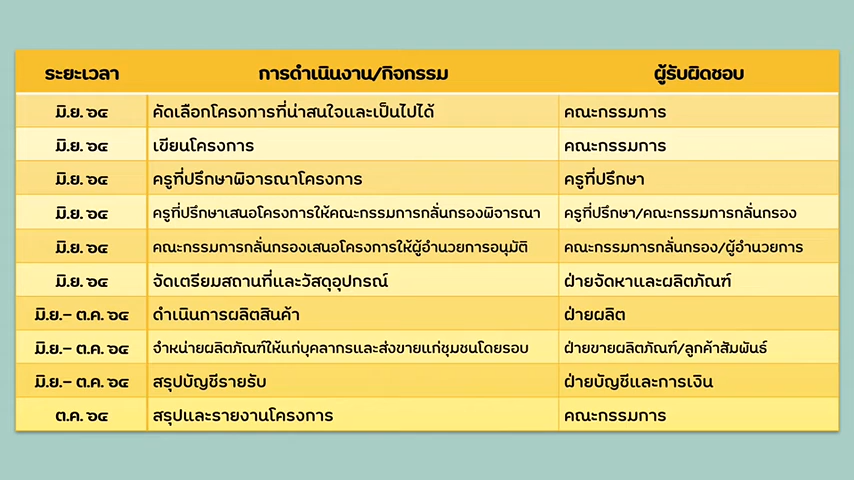 ระยะเวลา การดำเนินงาน/กิจกรรม ผู้รับผิดชอบ
มิ.ย. ๖๔ คัดเลือกโครงการที่น่าสนใจและเป็นไปได้ คณะกรรมการ
มิ.ย. ๖๔ เขียนโครงการ คณะกรรมการ
มิ.ย. ๖๔ ครูที่ปรึกษาพิจารณาโครงการ ครูที่ปรึกษา
มิ.ย. ๖๔ ครูที่ปรึกษาเสนอโครงการให้คณะกรรมการกลั่นกรองพิจารณา ครูที่ปรึกษา/คณะกรรมการกลั่นกรอง
มิ.ย. ๖๔ คณะกรรมการกลั่นกรองเสนอโครงการให้ผู้อำนวยการอนุมัติ คณะกรรมการกลั่นกรอง/ผู้อำนวยการ
มิ.ย. ๖๔ จัดเตรียมสถานที่และวัสดุอุปกรณ์ ฝ่ายจัดหาและผลิตภัณฑ์
มิ.ย.– ต.ค. ๖๔ ดำเนินการผลิตสินค้า ฝ่ายผลิต
มิ.ย.– ต.ค. ๖๔ จำหน่ายผลิตภัณฑ์ให้แก่บุคลากรและส่งขายแก่ชุมชนโดยรอบ ฝ่ายขายผลิตภัณฑ์/ลูกค้าสัมพันธ์
มิ.ย.– ต.ค. ๖๔ สรุปบัญชีรายรับ ฝ่ายบัญชีและการเงิน
ต.ค. ๖๔ สรุปและรายงานโครงการ คณะกรรมการ